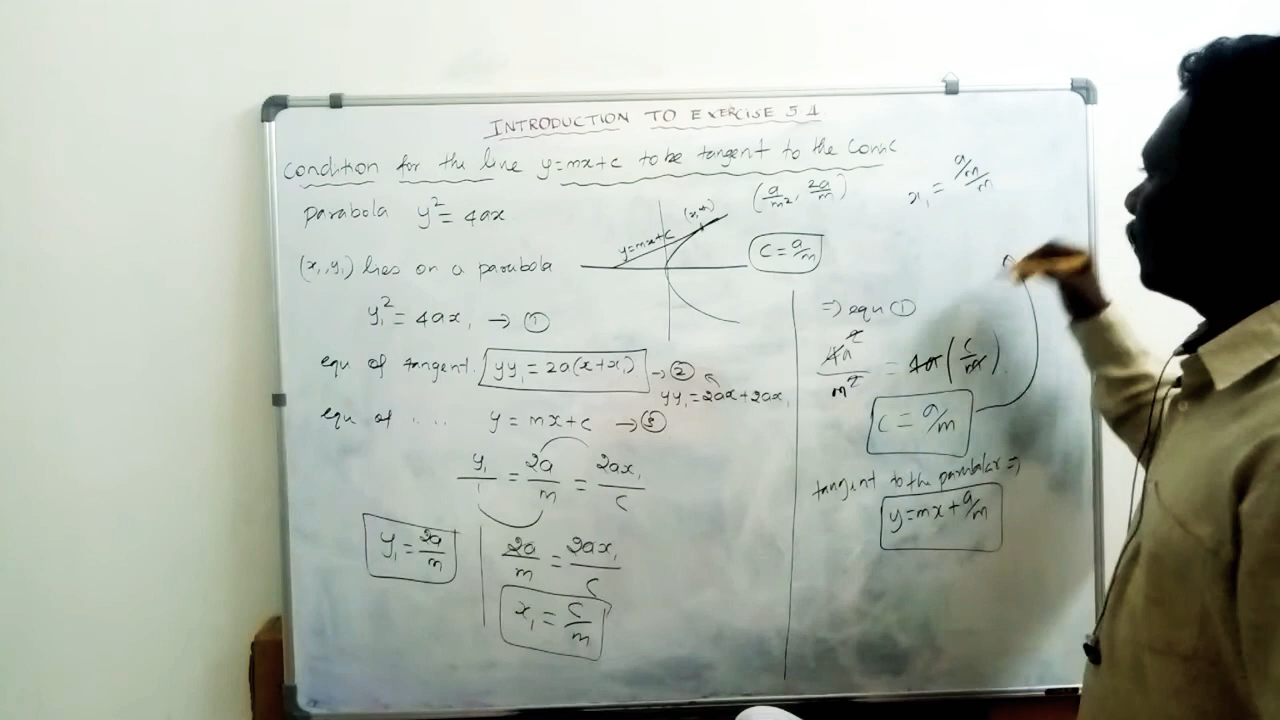 INTRODUCTION TO EXERCISE 5.4
Condition for the line y=mx+c to be tangent to the Conic
parabola y²= 4ax
(x₁,y₁) lies on a parabola
y₁² = 4ax₁ → ①
equ of tangent. yy₁ = 2a(x+x₁) → ②
yy₁ = 2ax+2ax₁
equ of .... y = mx+c → ③
y₁/1 = 2a/m = 2ax₁/c
y₁ = 2a/m
2a/m = 2ax₁/c
x₁ = c/m
y=mx+c
(x₁,y₁)
(a/m², 2a/m)
c = a/m
x₁ = a/m/m
⇒ equ ①
4a²/m² = 4a(c/m).
c = a/m
tangent to the parabola is ⇒
y=mx+a/m